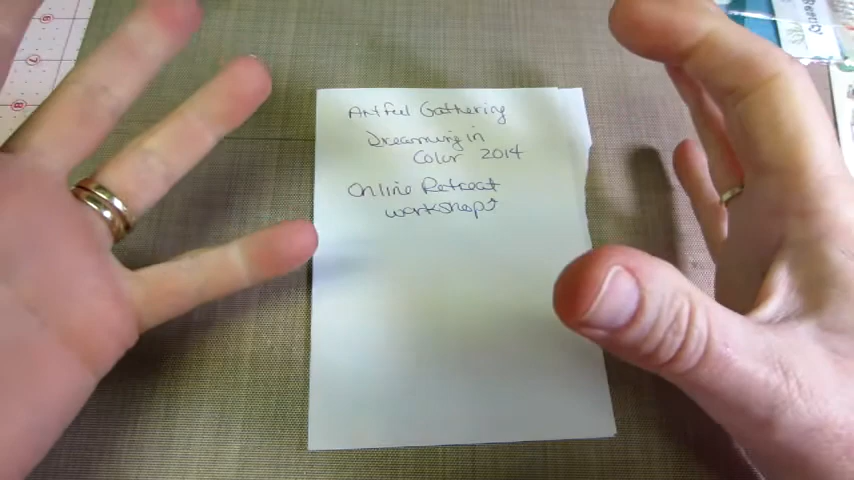 Artful Gathering
Dreaming in
Color 2014
Online Retreat
workshop↑